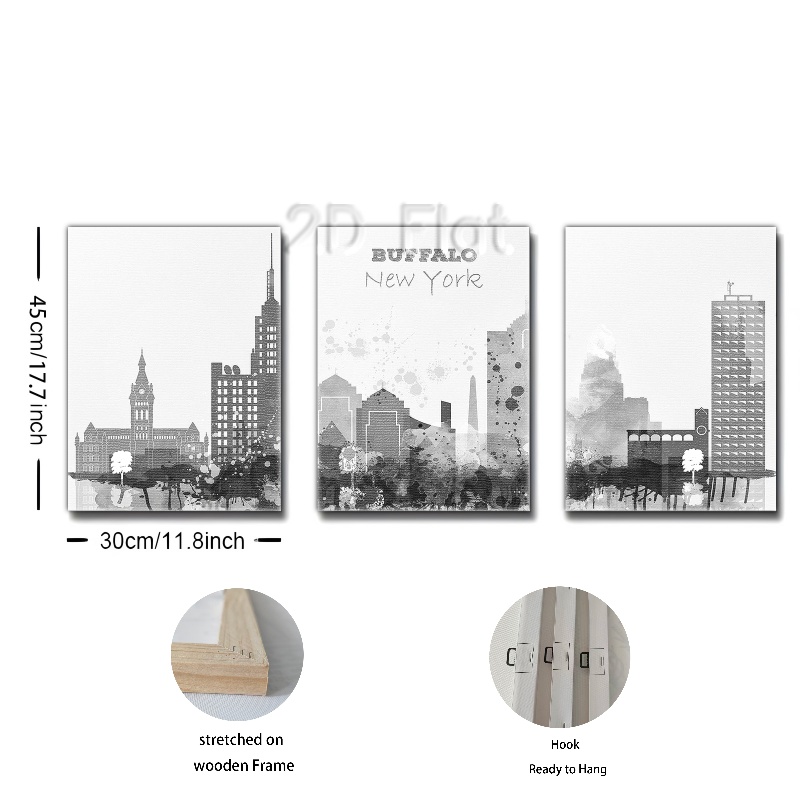 2D Flat
BUFFALO
New York
45cm/17.7inch
30cm/11.8inch
stretched on
wooden Frame
Hook
Ready to Hang